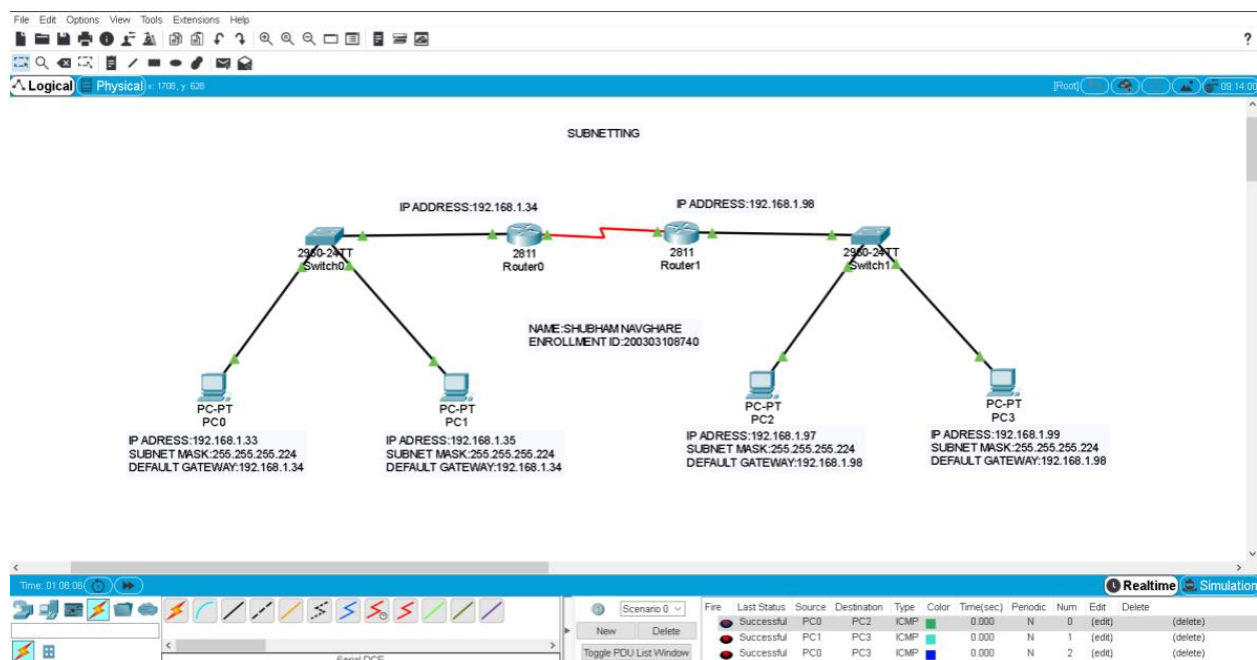 File Edit Options View Tools Extensions Help
?
Logical Physical x: 1708, y: 628 [Root] 09:14:00
SUBNETTING
IP ADDRESS:192.168.1.34
IP ADDRESS:192.168.1.98
2950-24TT
Switch0
2811
Router0
2811
Router1
2950-24TT
Switch1
NAME:SHUBHAM NAVGHARE
ENROLLMENT ID:200303108740
PC-PT
PC0
IP ADRESS:192.168.1.33
SUBNET MASK:255.255.255.224
DEFAULT GATEWAY:192.168.1.34
PC-PT
PC1
IP ADRESS:192.168.1.35
SUBNET MASK:255.255.255.224
DEFAULT GATEWAY:192.168.1.34
PC-PT
PC2
IP ADRESS:192.168.1.97
SUBNET MASK:255.255.255.224
DEFAULT GATEWAY:192.168.1.98
PC-PT
PC3
IP ADRESS:192.168.1.99
SUBNET MASK:255.255.255.224
DEFAULT GATEWAY:192.168.1.98
Time: 01:06:06 Realtime Simulation
Scenario 0
New Delete
Toggle PDU List Window
Serial DCE
Fire Last Status Source Destination Type Color Time(sec) Periodic Num Edit Delete
Successful PC0 PC2 ICMP 0.000 N 0 (edit) (delete)
Successful PC1 PC3 ICMP 0.000 N 1 (edit) (delete)
Successful PC0 PC3 ICMP 0.000 N 2 (edit) (delete)